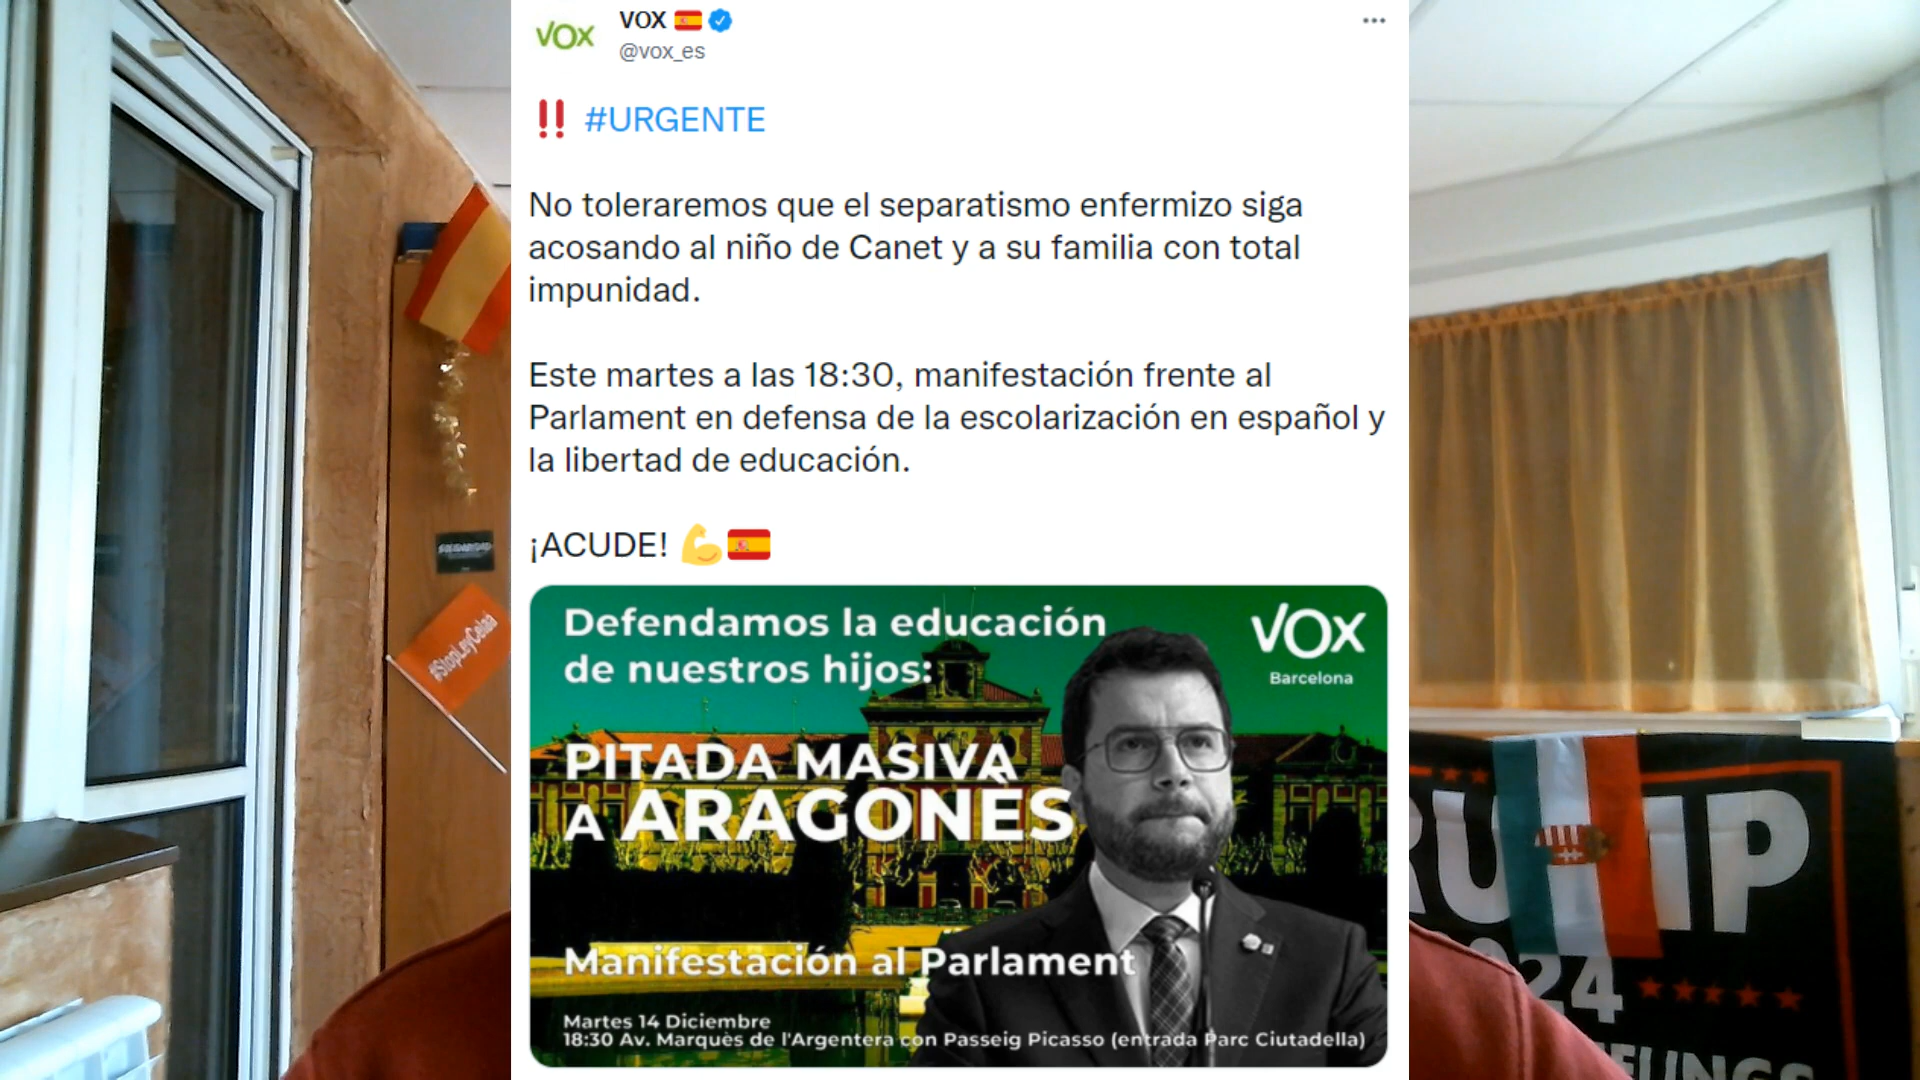 VOX
@vox_es
#URGENTE
No toleraremos que el separatismo enfermizo siga
acosando al niño de Canet y a su familia con total
impunidad.
Este martes a las 18:30, manifestación frente al
Parlament en defensa de la escolarización en español y
la libertad de educación.
¡ACUDE!
Defendamos la educación
de nuestros hijos:
PITADA MASIVA
A ARAGONES
Manifestación al Parlament
Martes 14 Diciembre
18:30 Av. Marquès de l'Argentera con Passeig Picasso (entrada Parc Ciutadella)
VOX
Barcelona
VOX
#StopLeyCelaá